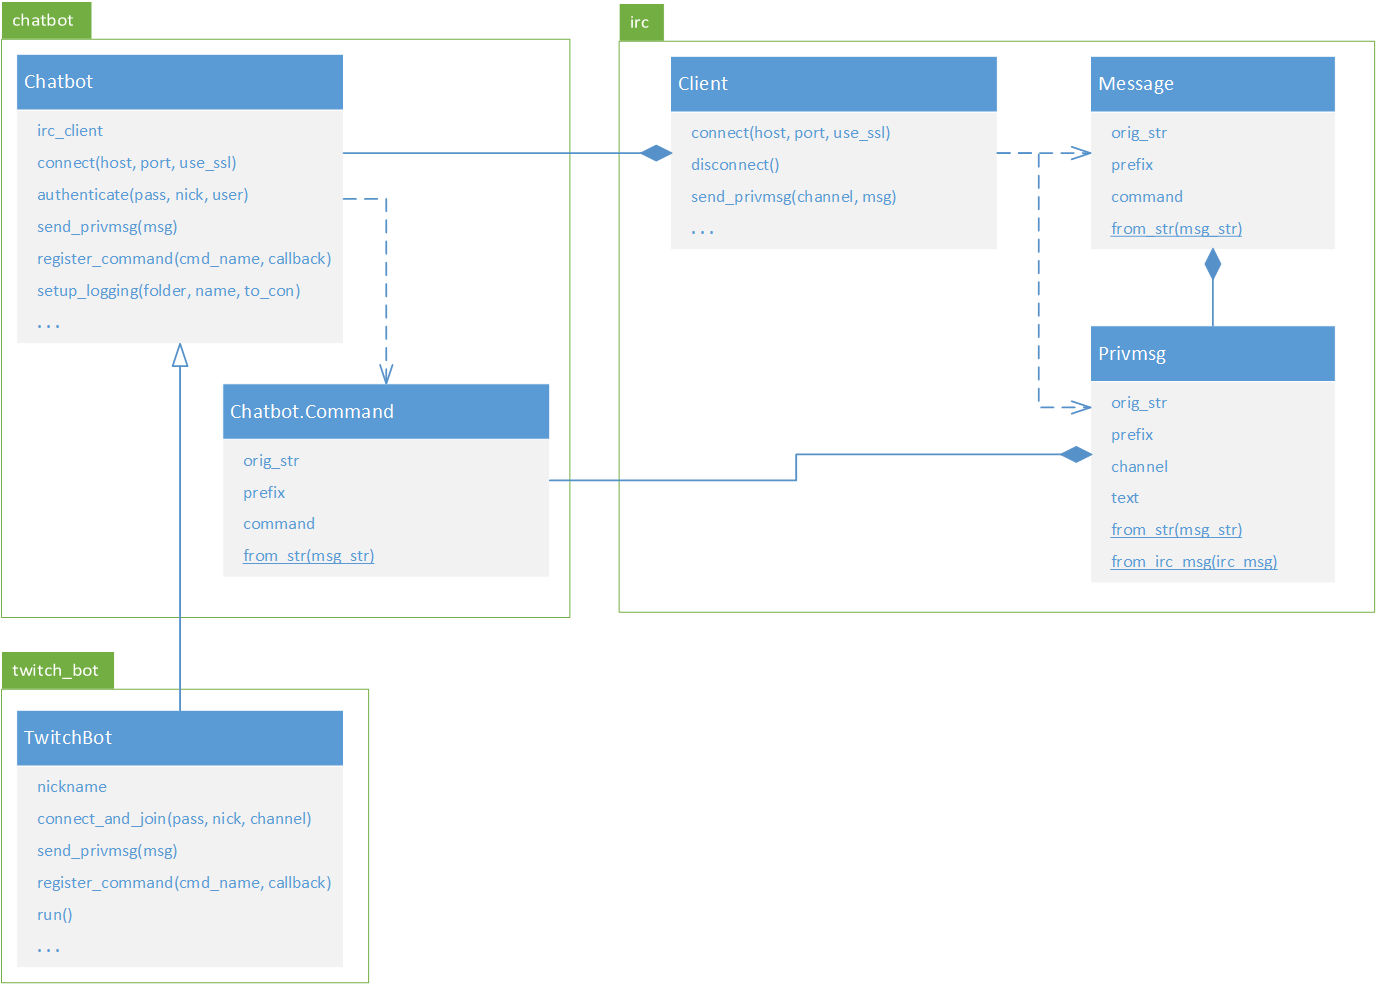 chatbot
Chatbot
irc_client
connect(host, port, use_ssl)
authenticate(pass, nick, user)
send_privmsg(msg)
register_command(cmd_name, callback)
setup_logging(folder, name, to_con)
...
Chatbot.Command
orig_str
prefix
command
from_str(msg_str)
irc
Client
connect(host, port, use_ssl)
disconnect()
send_privmsg(channel, msg)
...
Message
orig_str
prefix
command
from_str(msg_str)
Privmsg
orig_str
prefix
channel
text
from_str(msg_str)
from_irc_msg(irc_msg)
twitch_bot
TwitchBot
nickname
connect_and_join(pass, nick, channel)
send_privmsg(msg)
register_command(cmd_name, callback)
run()
...